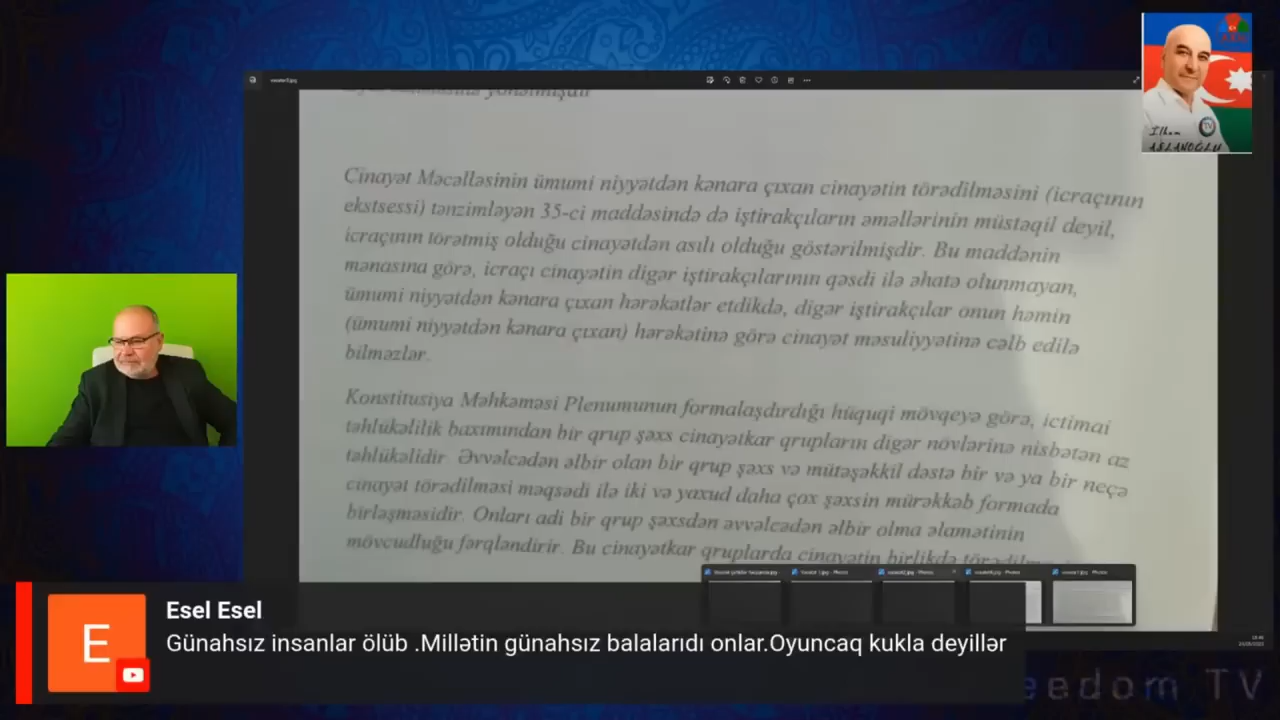 İlham
ASLANOĞLU
Cinayət Məcəlləsinin ümumi niyyətdən kənara çıxan cinayətin törədilməsini (icraçının
ekstsessi) tənzimləyən 35-ci maddəsində də iştirakçıların əməllərinin müstəqil deyil,
icraçının törətmiş olduğu cinayətdən asılı olduğu göstərilmişdir. Bu maddənin
mənasına görə, icraçı cinayətin digər iştirakçılarının qəsdi ilə əhatə olunmayan,
ümumi niyyətdən kənara çıxan hərəkətlər etdikdə, digər iştirakçılar onun həmin
(ümumi niyyətdən kənara çıxan) hərəkətinə görə cinayət məsuliyyətinə cəlb edilə
bilməzlər.
Konstitusiya Məhkəməsi Plenumunun formalaşdırdığı hüquqi mövqeyə görə, ictimai
təhlükəlilik baxımından bir qrup şəxs cinayətkar qrupların digər növlərinə nisbətən az
təhlükəlidir. Əvvəlcədən əlbir olan bir qrup şəxs və mütəşəkkil dəstə bir və ya bir neçə
cinayət törədilməsi məqsədi ilə iki və yaxud daha çox şəxsin mürəkkəb formada
birləşməsidir. Onları adi bir qrup şəxsdən əvvəlcədən əlbir olma əlamətinin
mövcudluğu fərqləndirir. Bu cinayətkar qruplarda cinayətin birlikdə
E
Esel Esel
Günahsız insanlar ölüb .Millətin günahsız balalarıdı onlar.Oyuncaq kukla deyillər
eedom TV